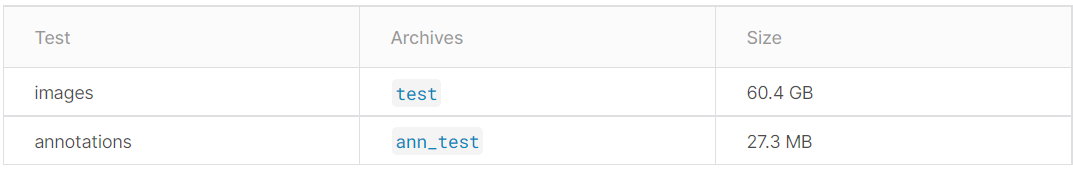 Test Archives Size
images test 60.4 GB
annotations ann_test 27.3 MB